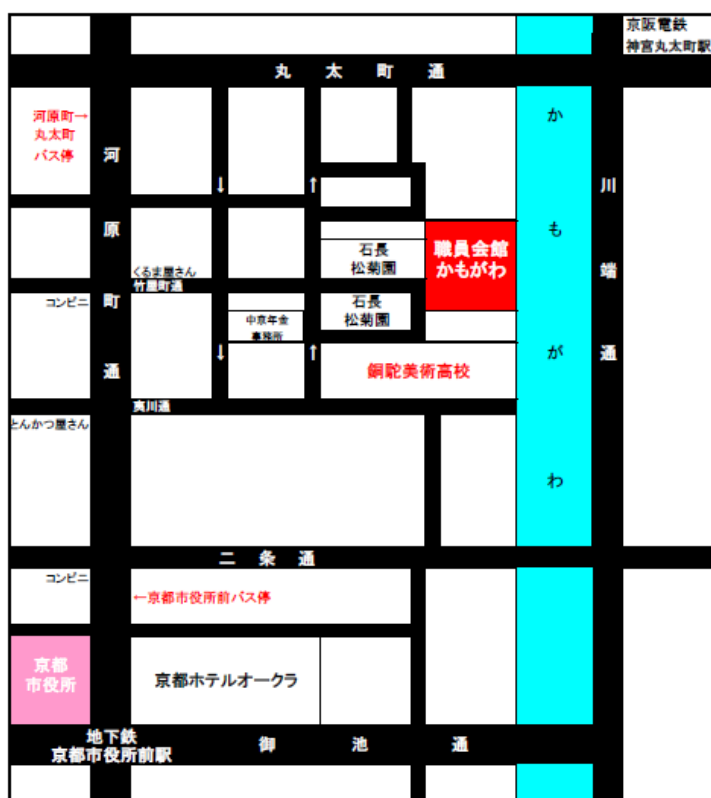 京阪電鉄
神宮丸太町駅
丸太町通
河原町→
丸太町
バス停
河原町通
かもがわ
川端通
↓
↑
石長
松菊園
職員会館
かもがわ
くるま屋さん
竹屋町通
コンビニ
石長
松菊園
中京年金
事務所
↓
↑
銅駝美術高校
夷川通
とんかつ屋さん
二条通
コンビニ
←京都市役所前バス停
京都
市役所
京都ホテルオークラ
地下鉄
京都市役所前駅
御池通